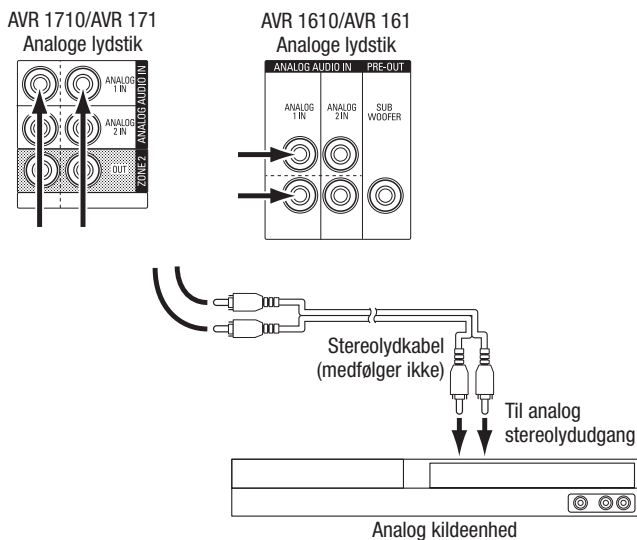 AVR 1710/AVR 171
Analoge lydstik
ANALOG
1 IN
ANALOG
2 IN
OUT
ANALOG AUDIO IN
ZONE 2
AVR 1610/AVR 161
Analoge lydstik
ANALOG AUDIO IN
PRE-OUT
ANALOG
1 IN
ANALOG
2 IN
SUB
WOOFER
Stereolydkabel
(medfølger ikke)
Til analog
stereolydudgang
Analog kildeenhed